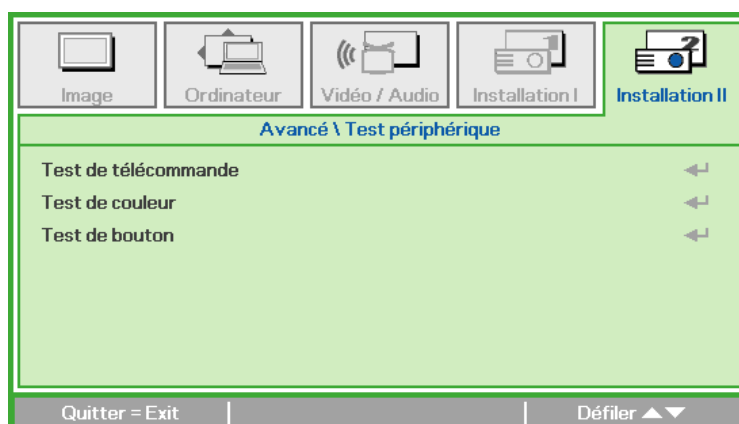 Image
Ordinateur
Vidéo / Audio
Installation I
Installation II
Avancé \ Test périphérique
Test de télécommande
Test de couleur
Test de bouton
Quitter = Exit
Défiler ▲▼